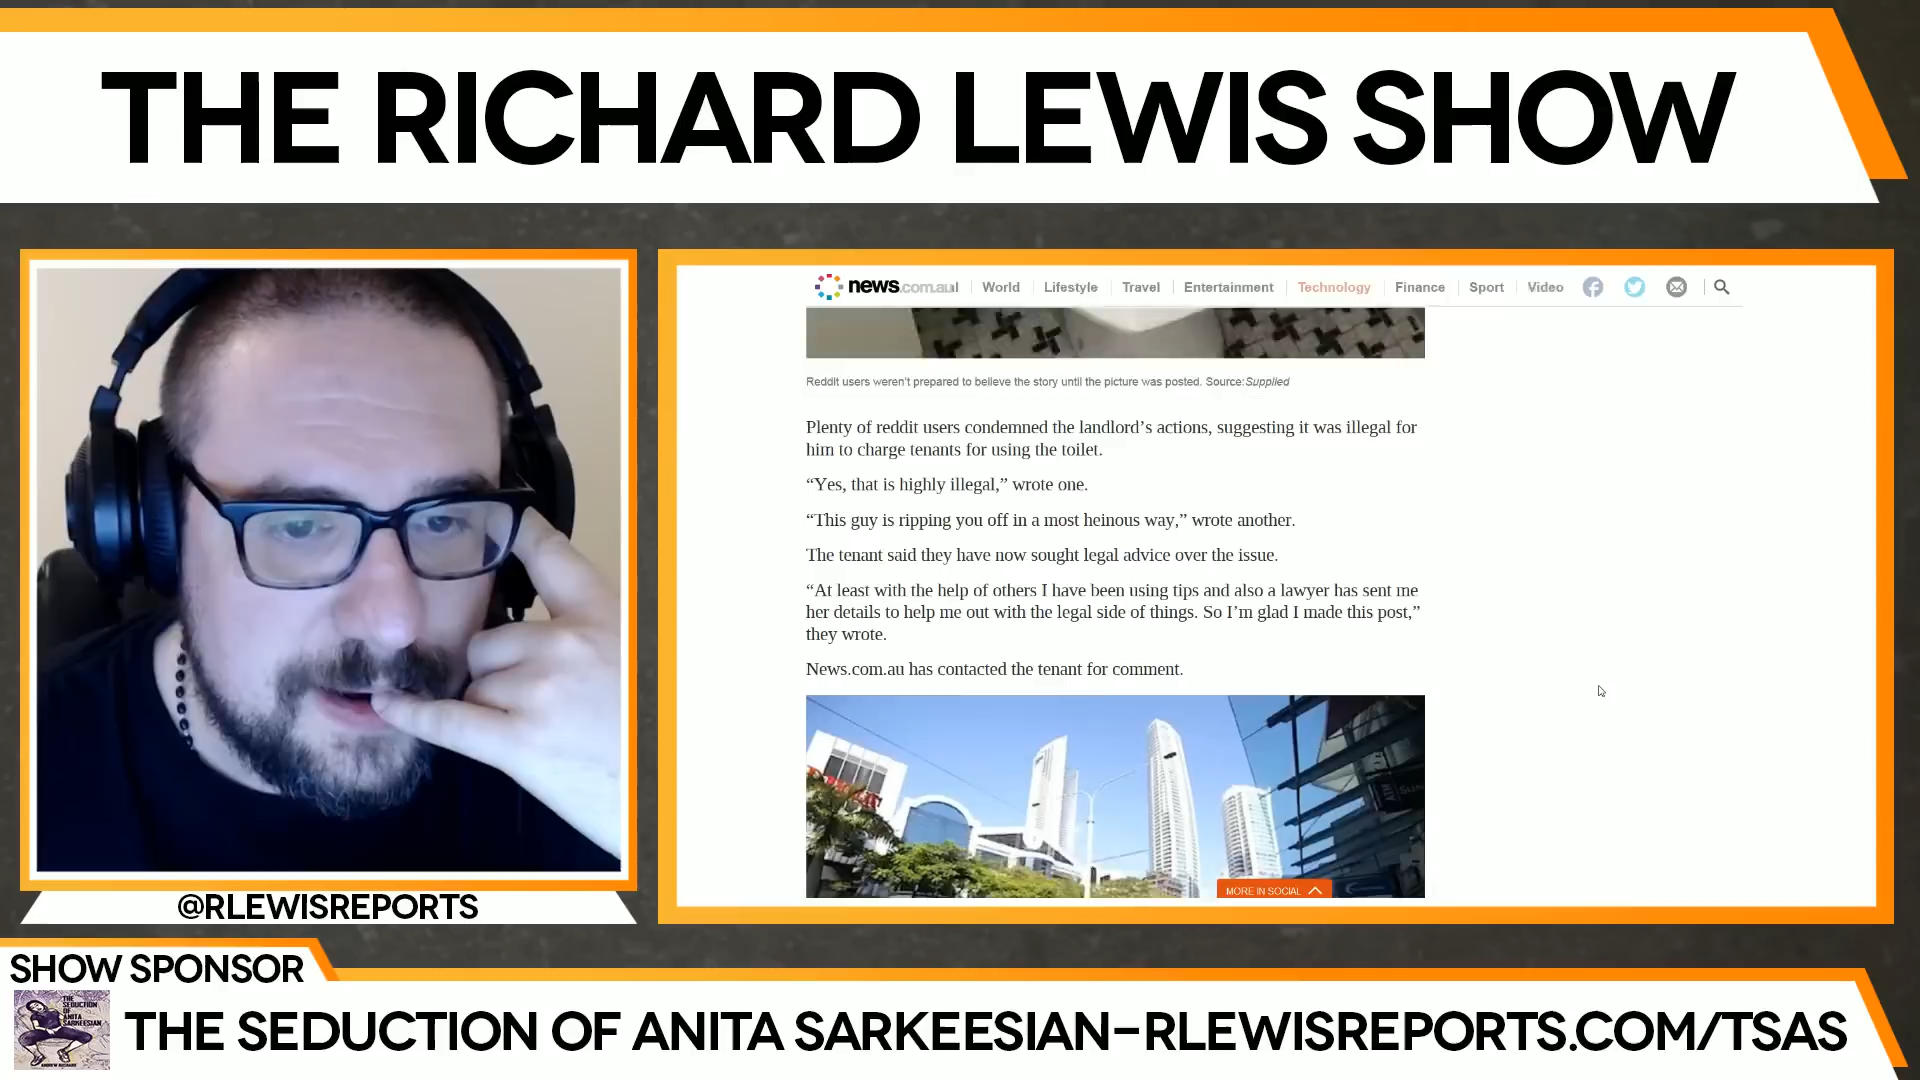 THE RICHARD LEWIS SHOW
news.com.au
World
Lifestyle
Travel
Entertainment
Technology
Finance
Sport
Video
Reddit users weren't prepared to believe the story until the picture was posted. Source:Supplied
Plenty of reddit users condemned the landlord’s actions, suggesting it was illegal for
him to charge tenants for using the toilet.
“Yes, that is highly illegal,” wrote one.
“This guy is ripping you off in a most heinous way,” wrote another.
The tenant said they have now sought legal advice over the issue.
“At least with the help of others I have been using tips and also a lawyer has sent me
her details to help me out with the legal side of things. So I’m glad I made this post,”
they wrote.
News.com.au has contacted the tenant for comment.
MORE IN SOCIAL
@RLEWISREPORTS
SHOW SPONSOR
THE
SEDUCTION
OF
ANITA
SARKEESIAN
THE SEDUCTION OF ANITA SARKEESIAN-RLEWISREPORTS.COM/TSAS